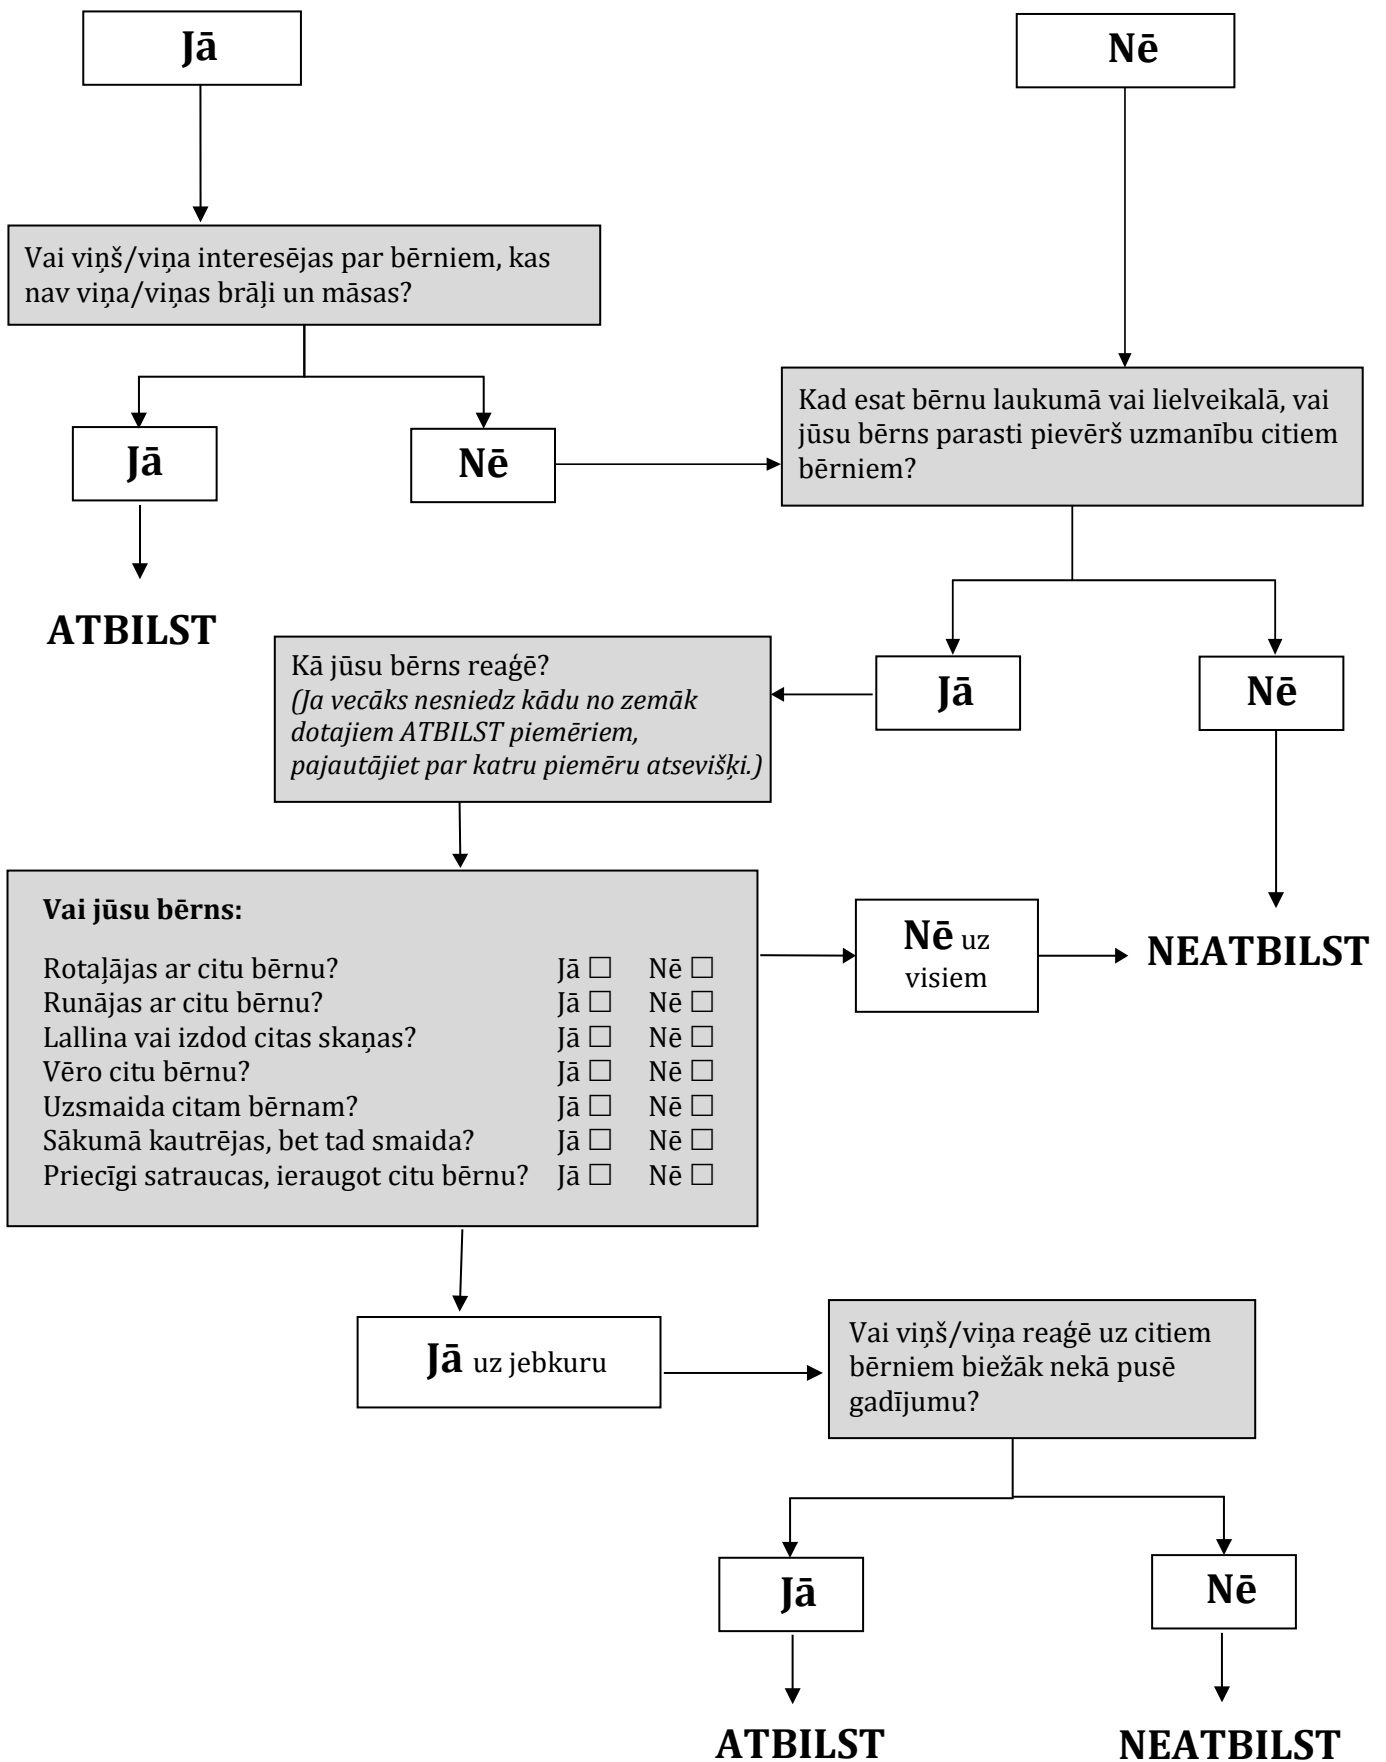 Jā
Nē
Vai viņš/viņa interesējas par bērniem, kas
nav viņa/viņas brāļi un māsas?
Kad esat bērnu laukumā vai lielveikalā, vai
jūsu bērns parasti pievērš uzmanību citiem
bērniem?
Jā
Nē
ATBILST
Kā jūsu bērns reaģē?
(Ja vecāks nesniedz kādu no zemāk
dotajiem ATBILST piemēriem,
pajautājiet par katru piemēru atsevišķi.)
Jā
Nē
Vai jūsu bērns:
Rotaļājas ar citu bērnu? Jā ☐ Nē ☐
Runājas ar citu bērnu? Jā ☐ Nē ☐
Lallina vai izdod citas skaņas? Jā ☐ Nē ☐
Vēro citu bērnu? Jā ☐ Nē ☐
Uzsmaida citam bērnam? Jā ☐ Nē ☐
Sākumā kautrējas, bet tad smaida? Jā ☐ Nē ☐
Priecīgi satraucas, ieraugot citu bērnu? Jā ☐ Nē ☐
Nē uz
visiem
NEATBILST
Jā uz jebkuru
Vai viņš/viņa reaģē uz citiem
bērniem biežāk nekā pusē
gadījumu?
Jā
Nē
ATBILST
NEATBILST